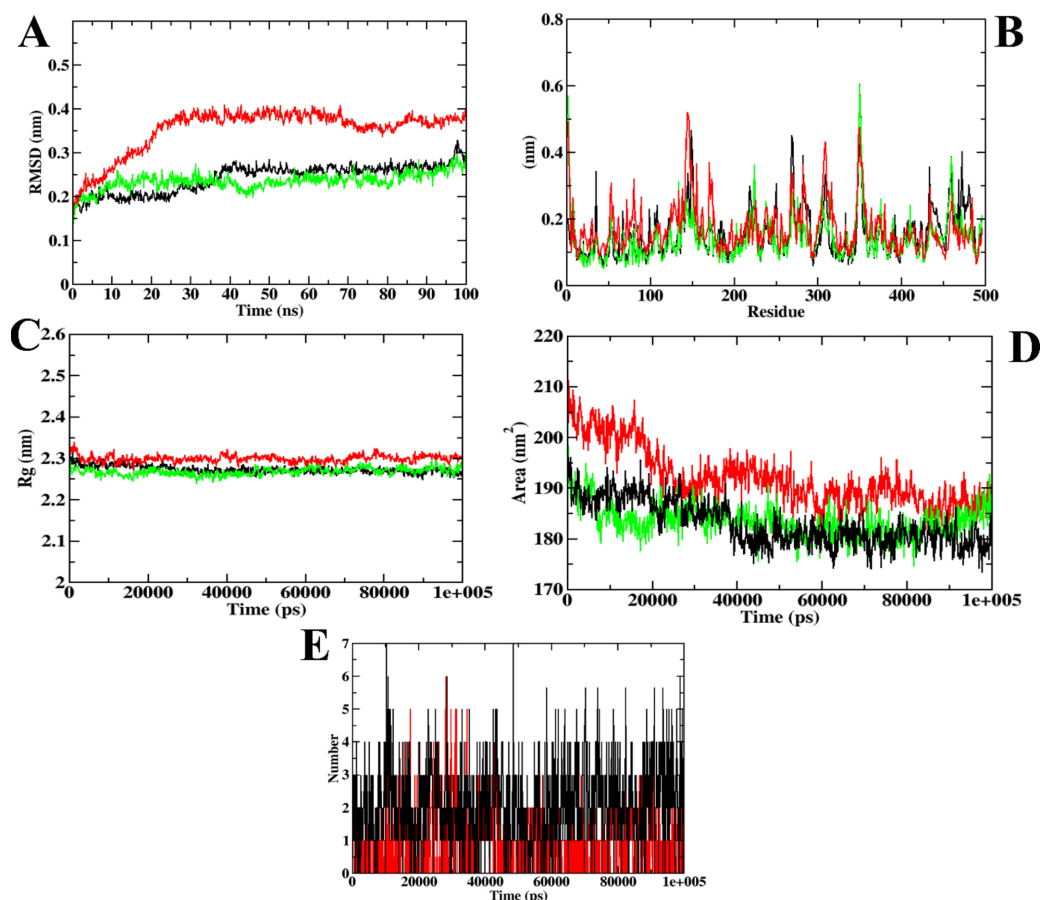 A
RMSD (nm)
0.5
0.4
0.3
0.2
0.1
0
0 10 20 30 40 50 60 70 80 90 100
Time (ns)
B
(nm)
0.8
0.6
0.4
0.2
0
0 100 200 300 400 500
Residue
C
Rg (nm)
2.6
2.5
2.4
2.3
2.2
2.1
2
0 20000 40000 60000 80000 1e+005
Time (ps)
D
Area (nm²)
220
210
200
190
180
170
0 20000 40000 60000 80000 1e+005
Time (ps)
E
Number
7
6
5
4
3
2
1
0
0 20000 40000 60000 80000 1e+005
Time (ps)